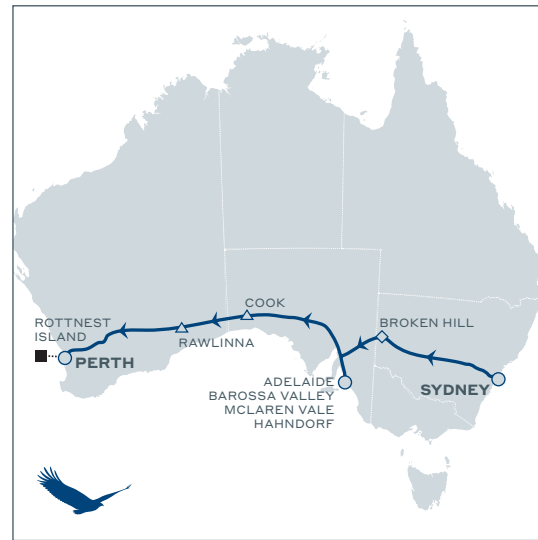 COOK
ROTTNEST
ISLAND
BROKEN HILL
RAWLINNA
PERTH
ADELAIDE
BAROSSA VALLEY
MCLAREN VALE
HAHNDORF
SYDNEY